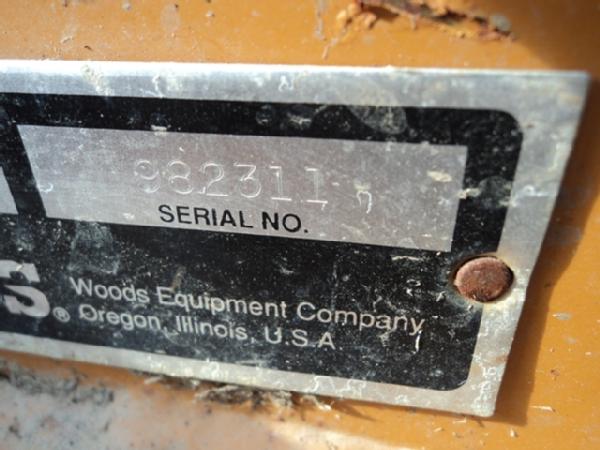 982311
SERIAL NO.
S®
Woods Equipment Company
Oregon, Illinois, U.S.A